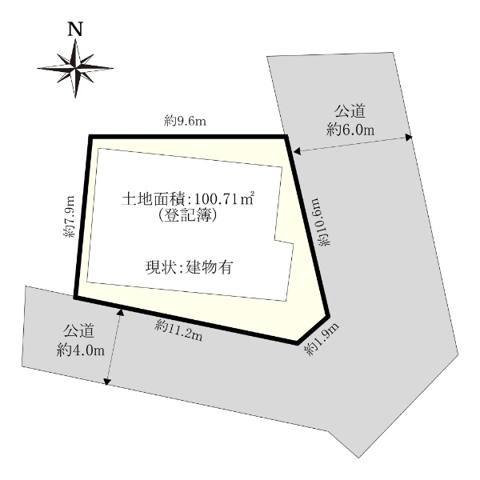 N
公道
約6.0m
約9.6m
土地面積:100.71㎡
(登記簿)
約7.9m
約10.6m
現状:建物有
公道
約4.0m
約11.2m
約1.9m